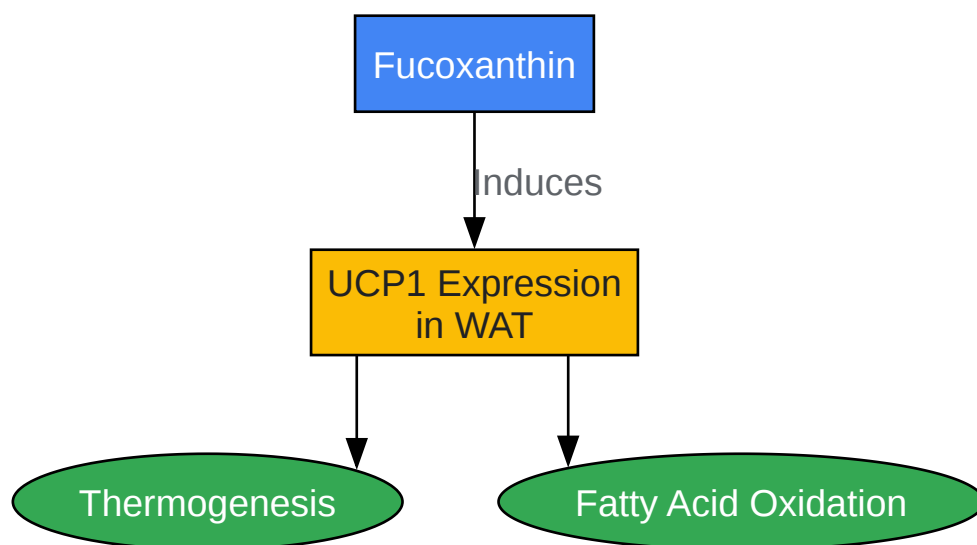 Fucoxanthin
Induces
UCP1 Expression
in WAT
Thermogenesis
Fatty Acid Oxidation